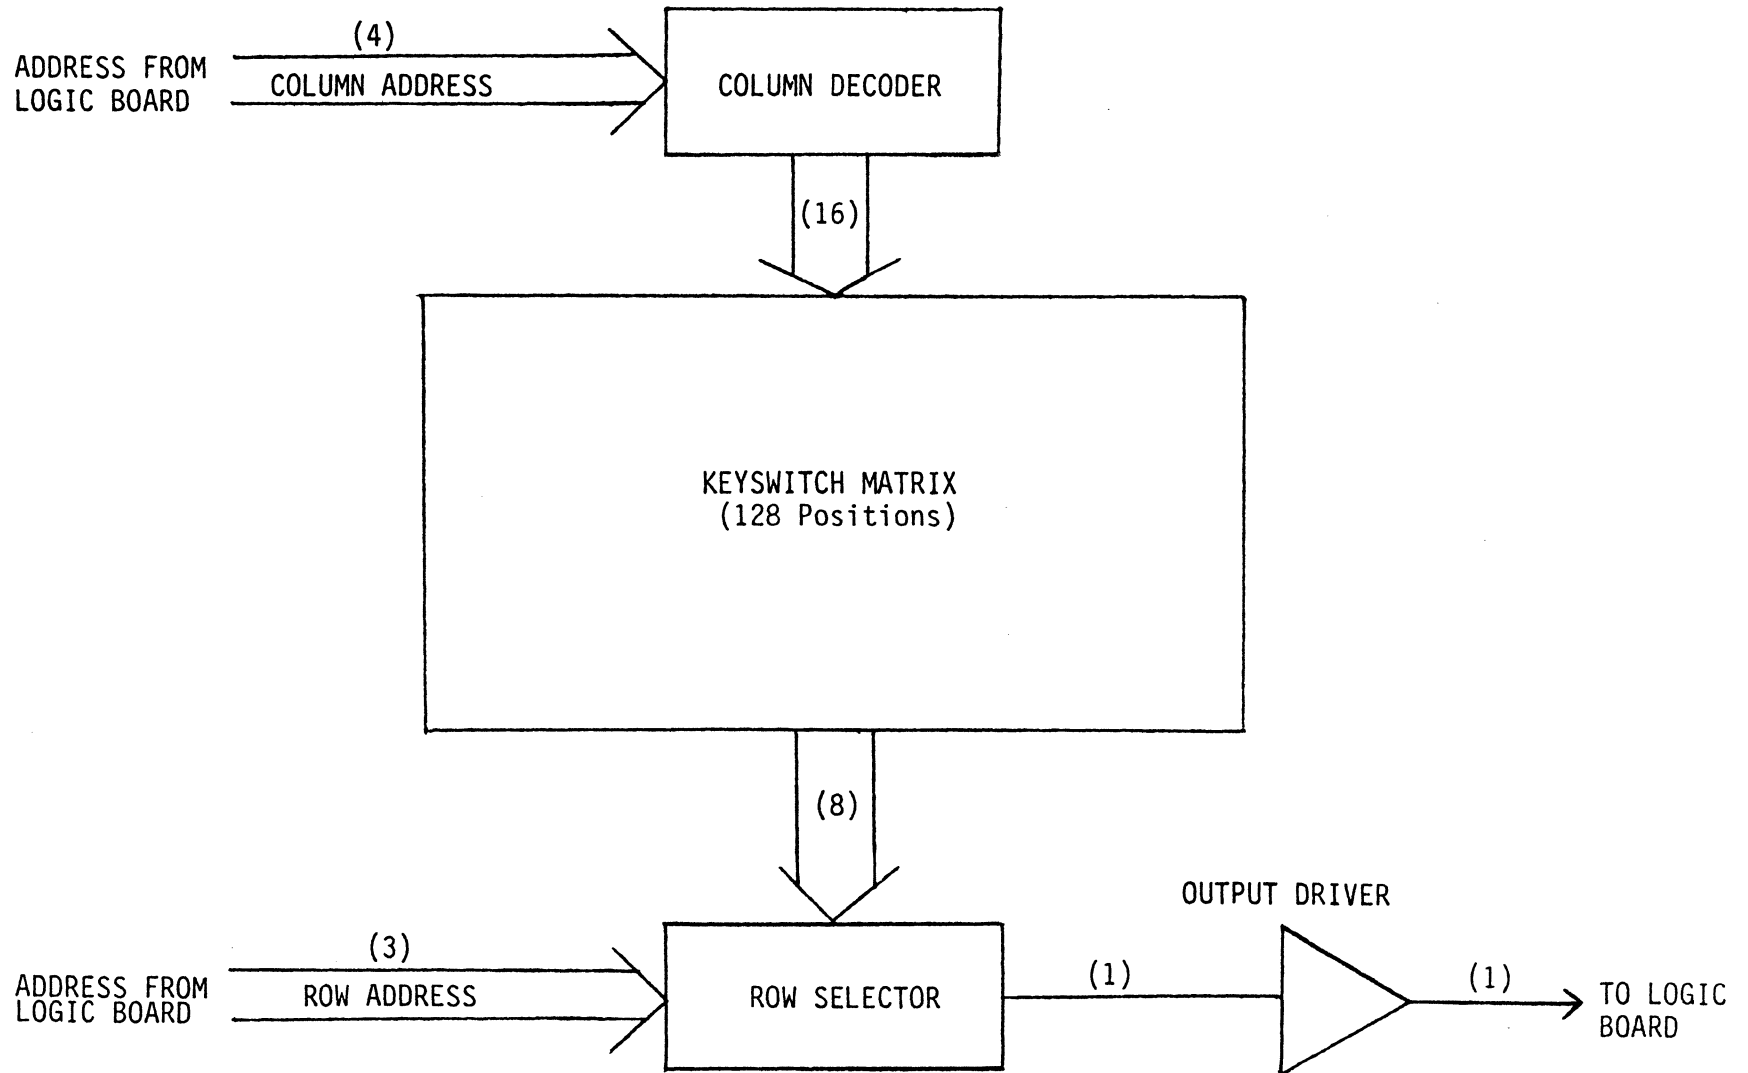 (4)
ADDRESS FROM
LOGIC BOARD
COLUMN ADDRESS
COLUMN DECODER
(16)
KEYSWITCH MATRIX
(128 Positions)
(8)
OUTPUT DRIVER
(3)
ADDRESS FROM
LOGIC BOARD
ROW ADDRESS
ROW SELECTOR
(1)
(1)
TO LOGIC
BOARD